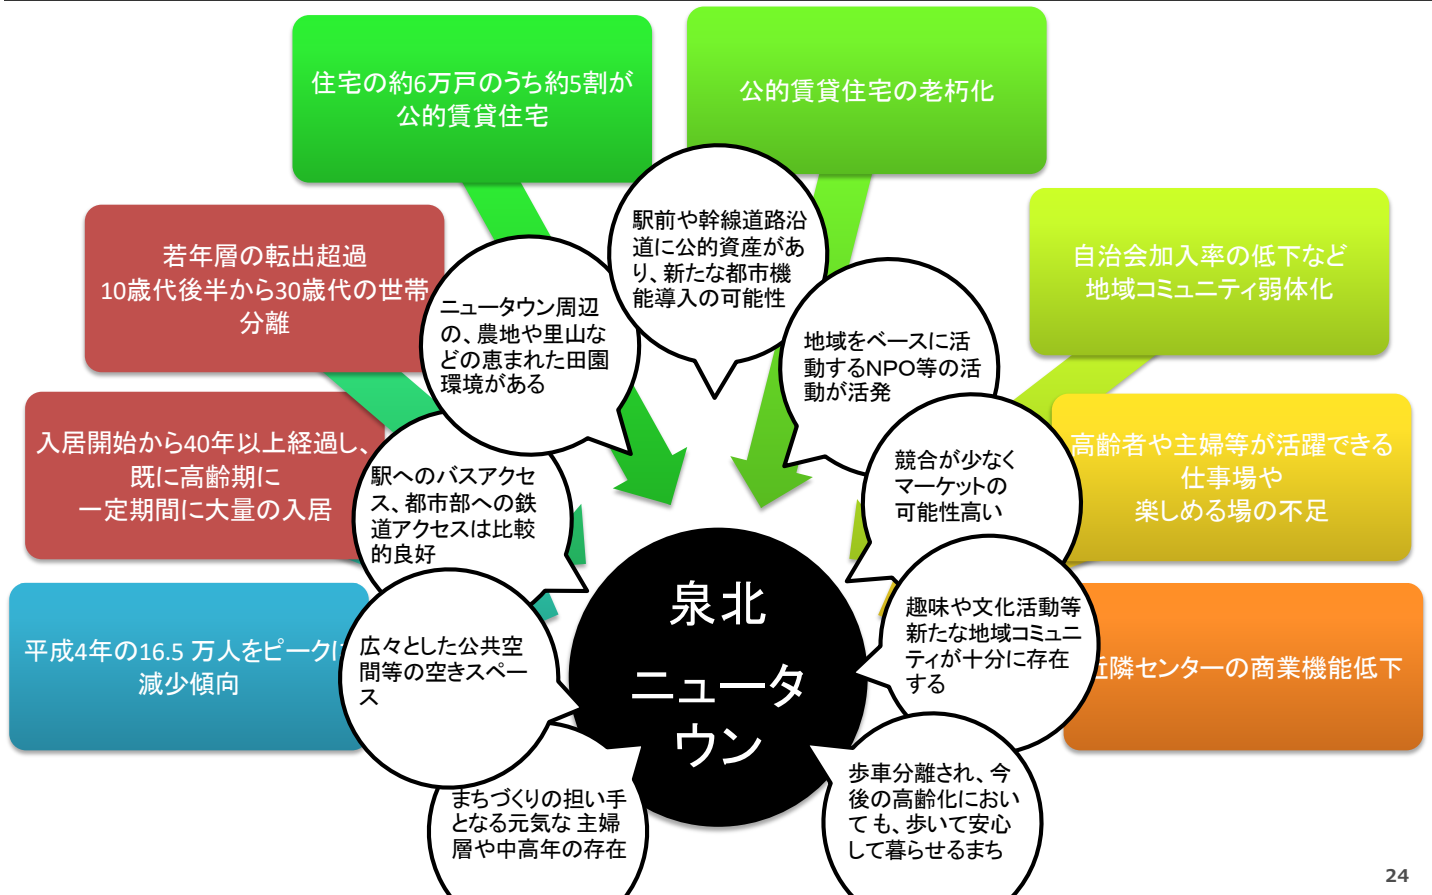 住宅の約6万戸のうち約5割が
公的賃貸住宅
公的賃貸住宅の老朽化
若年層の転出超過
10歳代後半から30歳代の世帯
分離
自治会加入率の低下など
地域コミュニティ弱体化
入居開始から40年以上経過し、
既に高齢期に
一定期間に大量の入居
高齢者や主婦等が活躍できる
仕事場や
楽しめる場の不足
平成4年の16.5 万人をピークに
減少傾向
近隣センターの商業機能低下
駅前や幹線道路沿
道に公的資産があ
り、新たな都市機
能導入の可能性
ニュータウン周辺
の、農地や里山な
どの恵まれた田園
環境がある
地域をベースに活
動するNPO等の活
動が活発
駅へのバスアクセ
ス、都市部への鉄
道アクセスは比較
的良好
競合が少なく
マーケットの
可能性高い
広々とした公共空
間等の空きスペー
ス
趣味や文化活動等
新たな地域コミュニ
ティが十分に存在
する
まちづくりの担い手
となる元気な 主婦
層や中高年の存在
歩車分離され、今
後の高齢化におい
ても、歩いて安心
して暮らせるまち
泉北
ニュータ
ウン
24